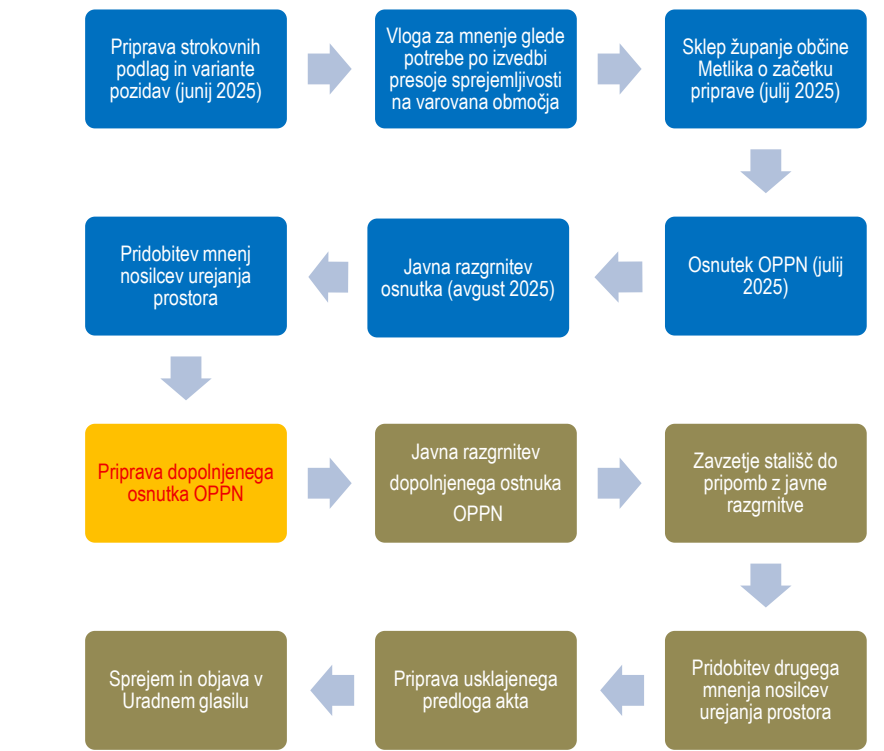 Priprava strokovnih
podlag in variante
pozidav (junij 2025)
Vloga za mnenje glede
potrebe po izvedbi
presoje sprejemljivosti
na varovana območja
Sklep županje občine
Metlika o začetku
priprave (julij 2025)
Osnutek OPPN (julij
2025)
Javna razgrnitev
osnutka (avgust 2025)
Pridobitev mnenj
nosilcev urejanja
prostora
Priprava dopolnjenega
osnutka OPPN
Javna razgrnitev
dopolnjenega ostnuka
OPPN
Zavzetje stališč do
pripomb z javne
razgrnitve
Pridobitev drugega
mnenja nosilcev
urejanja prostora
Priprava usklajenega
predloga akta
Sprejem in objava v
Uradnem glasilu